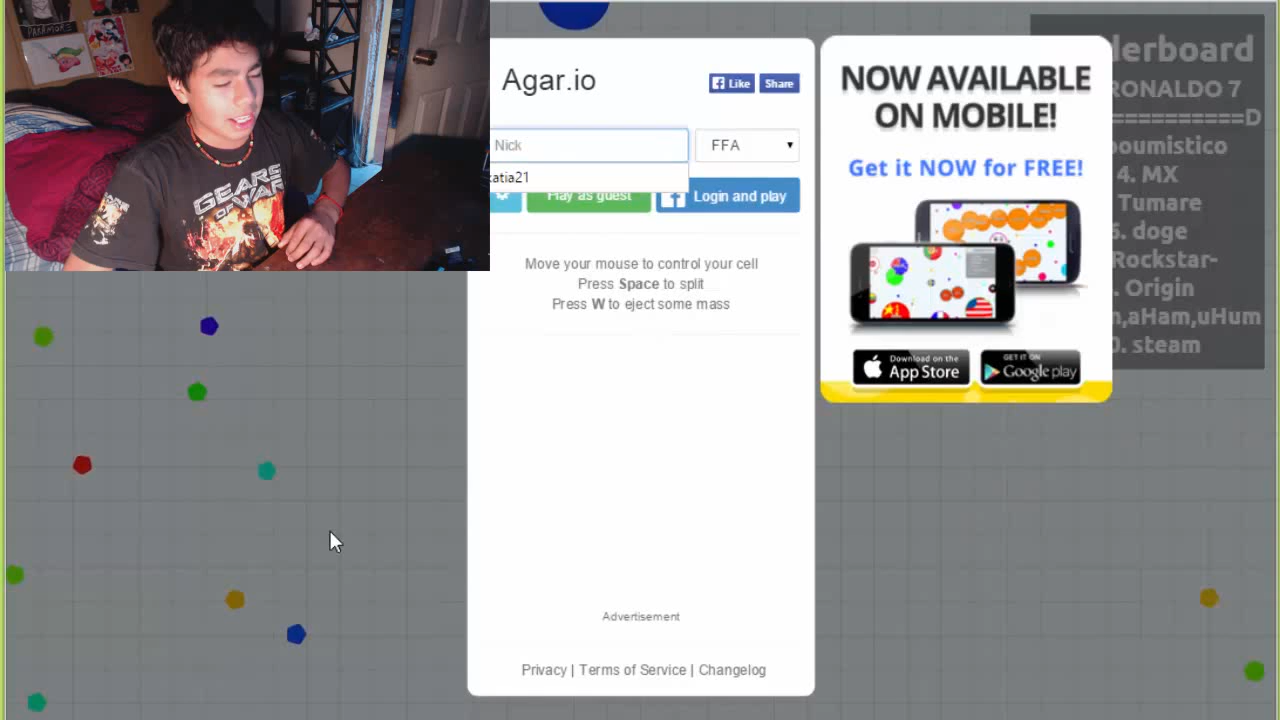 PARAMORE
GEARS
OF WAR
Agar.io
Like
Share
Nick
FFA
atia21
Play as guest
Login and play
Move your mouse to control your cell
Press Space to split
Press W to eject some mass
Advertisement
Privacy | Terms of Service | Changelog
NOW AVAILABLE
ON MOBILE!
Get it NOW for FREE!
Download on the
App Store
GET IT ON
Google play
derboard
RONALDO 7
==========D
poumistico
4. MX
Tumare
6. doge
Rockstar-
. Origin
n,aHam,uHum
0. steam